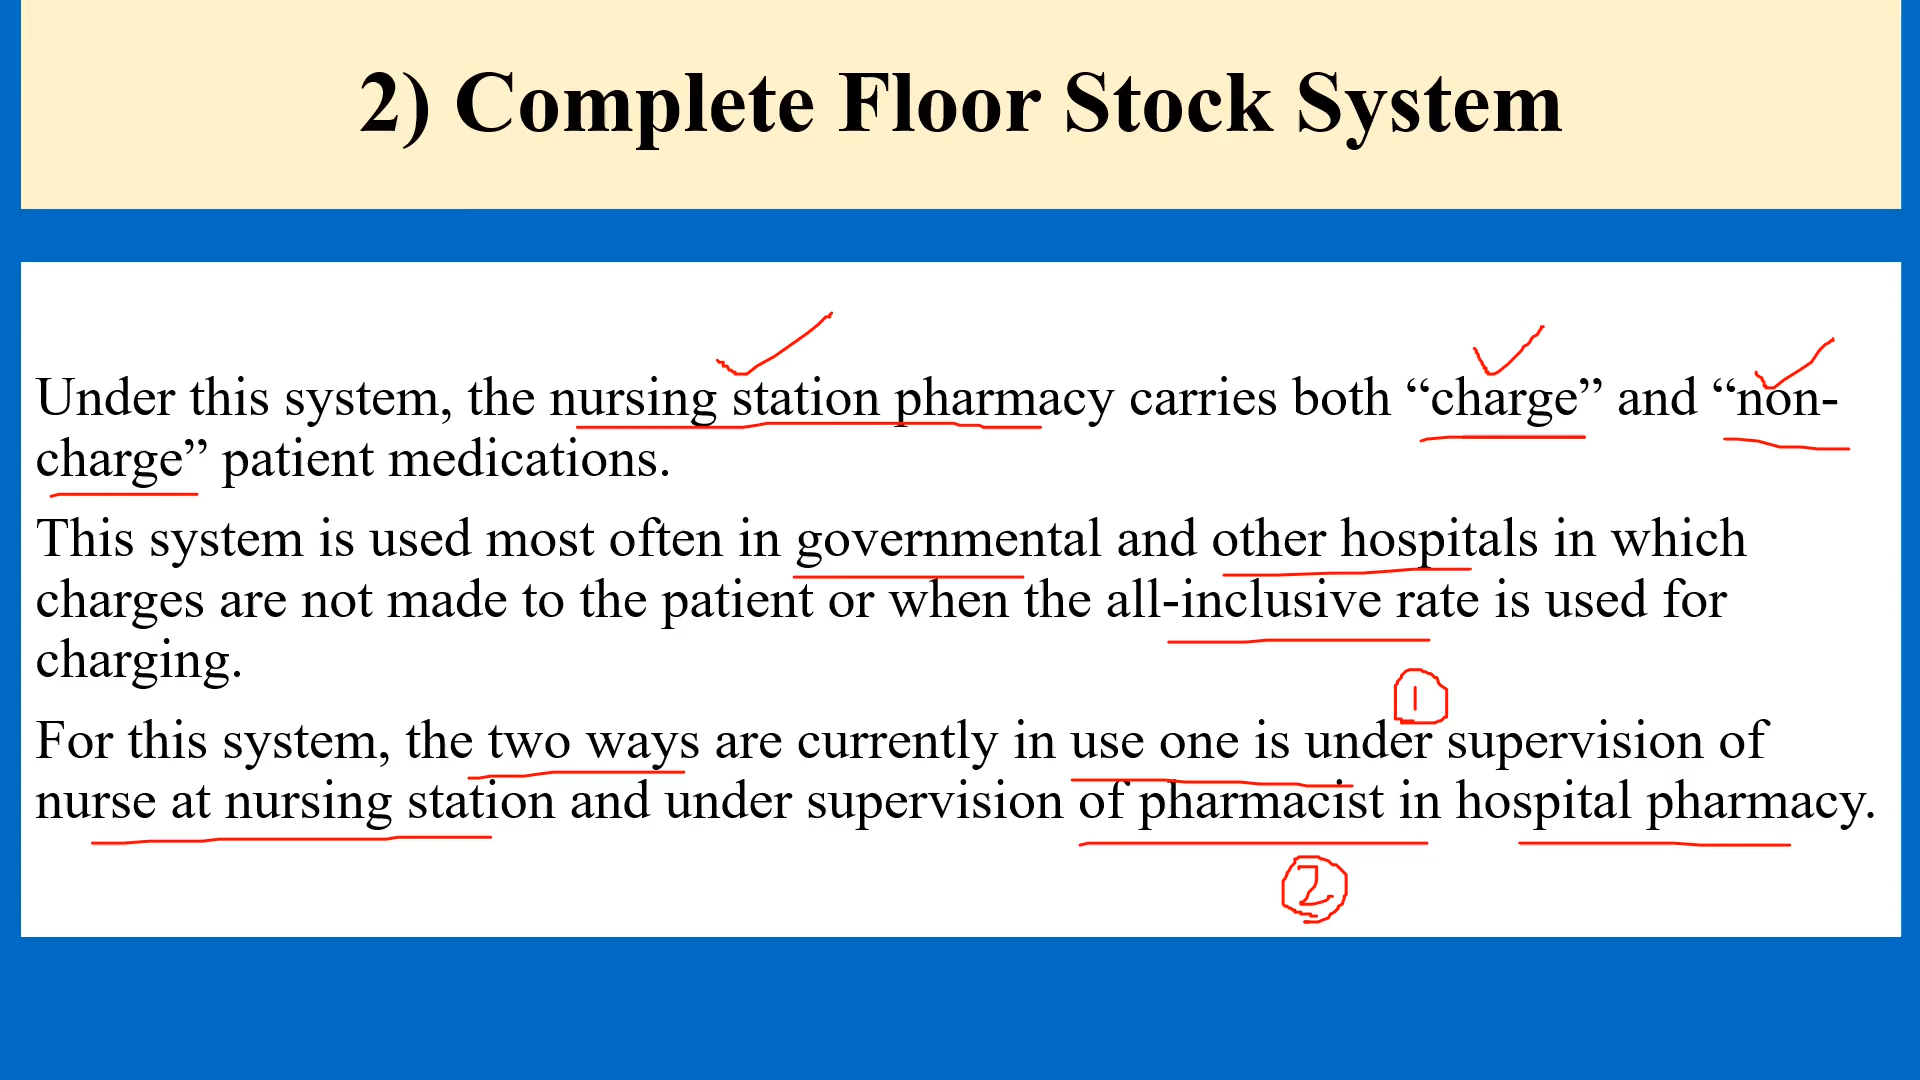 2) Complete Floor Stock System
Under this system, the nursing station pharmacy carries both “charge” and “non-
charge” patient medications.
This system is used most often in governmental and other hospitals in which
charges are not made to the patient or when the all-inclusive rate is used for
charging.
1
For this system, the two ways are currently in use one is under supervision of
nurse at nursing station and under supervision of pharmacist in hospital pharmacy.
2